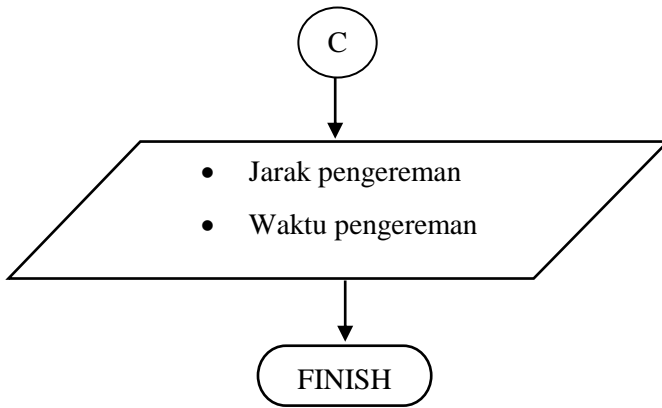 C
• Jarak pengereman
• Waktu pengereman
FINISH